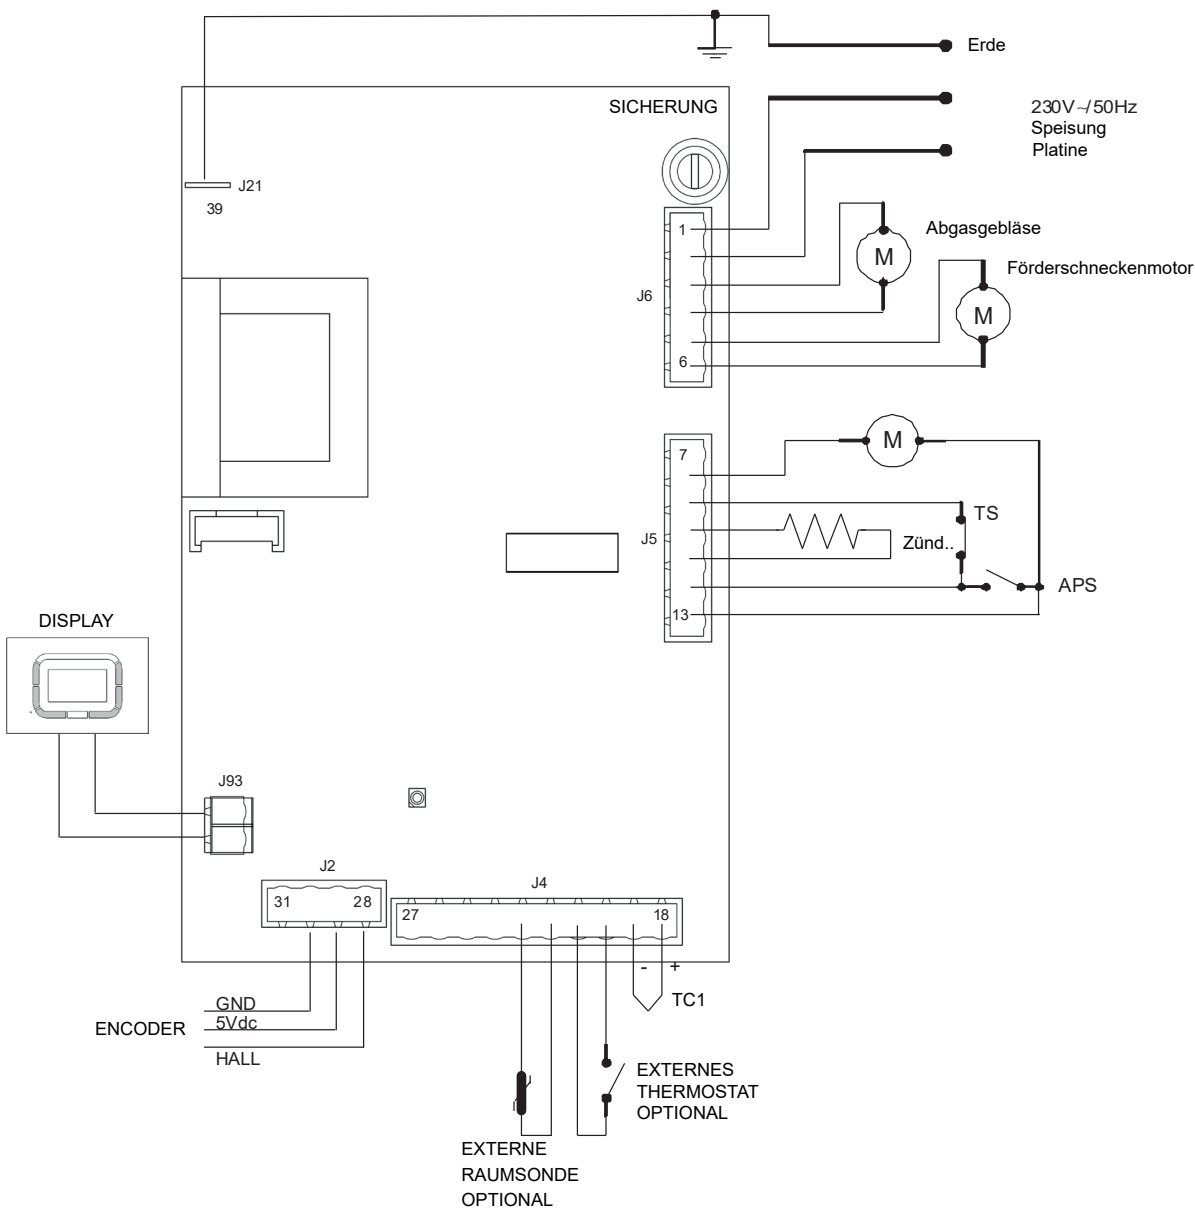 Erde
SICHERUNG
230V~/50Hz
Speisung
Platine
J21
39
1
Abgasgebläse
M
Förderschneckenmotor
J6
M
6
7
M
TS
J5
Zünd..
APS
13
DISPLAY
J93
J2
J4
31
28
27
18
-
+
TC1
GND
ENCODER
5Vdc
HALL
EXTERNES
THERMOSTAT
OPTIONAL
EXTERNE
RAUMSONDE
OPTIONAL